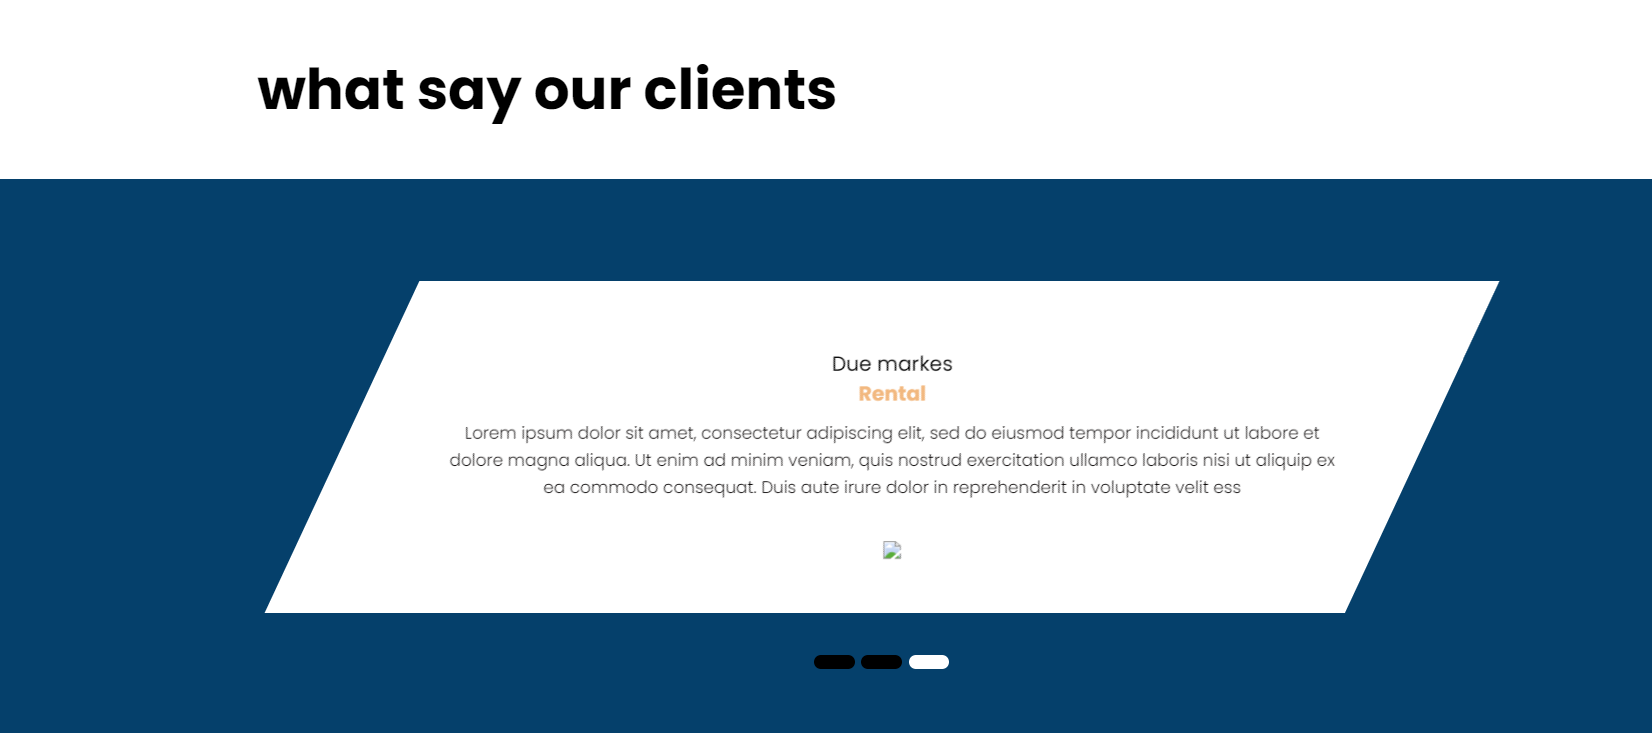 what say our clients
Due markes
Rental
Lorem ipsum dolor sit amet, consectetur adipiscing elit, sed do eiusmod tempor incididunt ut labore et
dolore magna aliqua. Ut enim ad minim veniam, quis nostrud exercitation ullamco laboris nisi ut aliquip ex
ea commodo consequat. Duis aute irure dolor in reprehenderit in voluptate velit ess